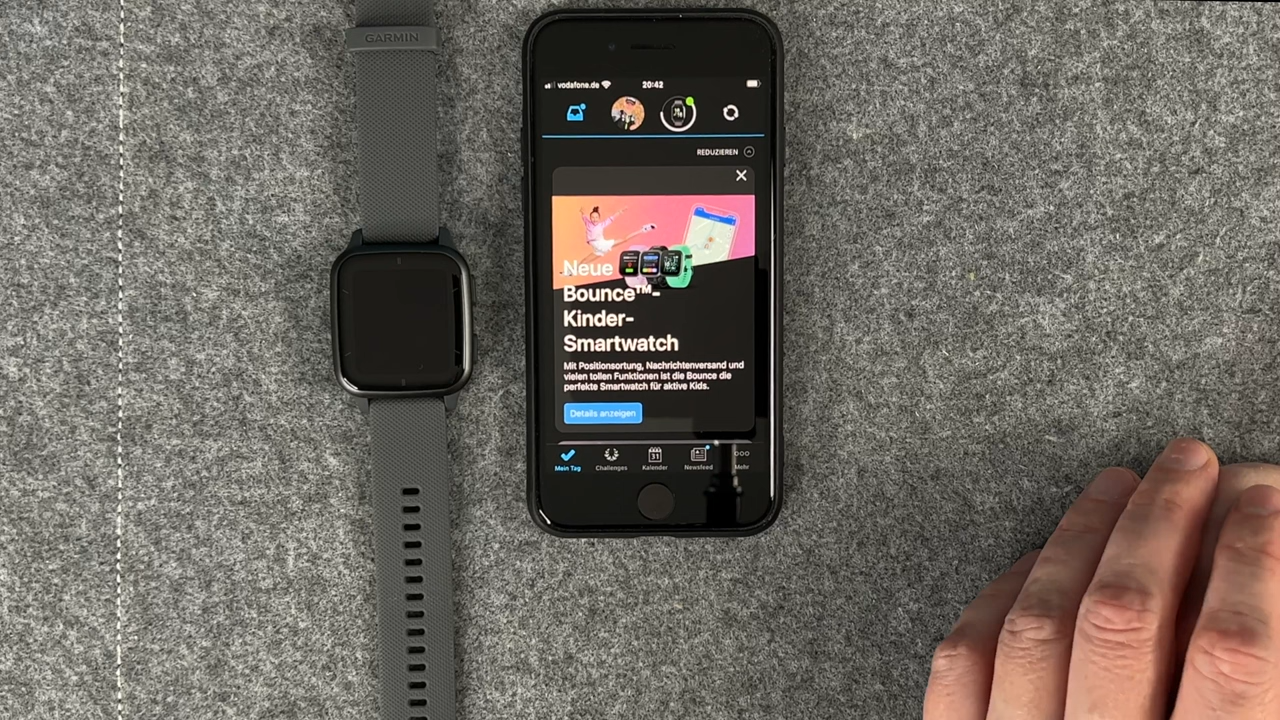 GARMIN
vodafone.de
20:42
REDUZIEREN
Neue
Bounce™-
Kinder-
Smartwatch
Mit Positionsortung, Nachrichtenversand und
vielen tollen Funktionen ist die Bounce die
perfekte Smartwatch für aktive Kids.
Details anzeigen
31
Mein Tag
Challenges
Kalender
Newsfeed
Mehr